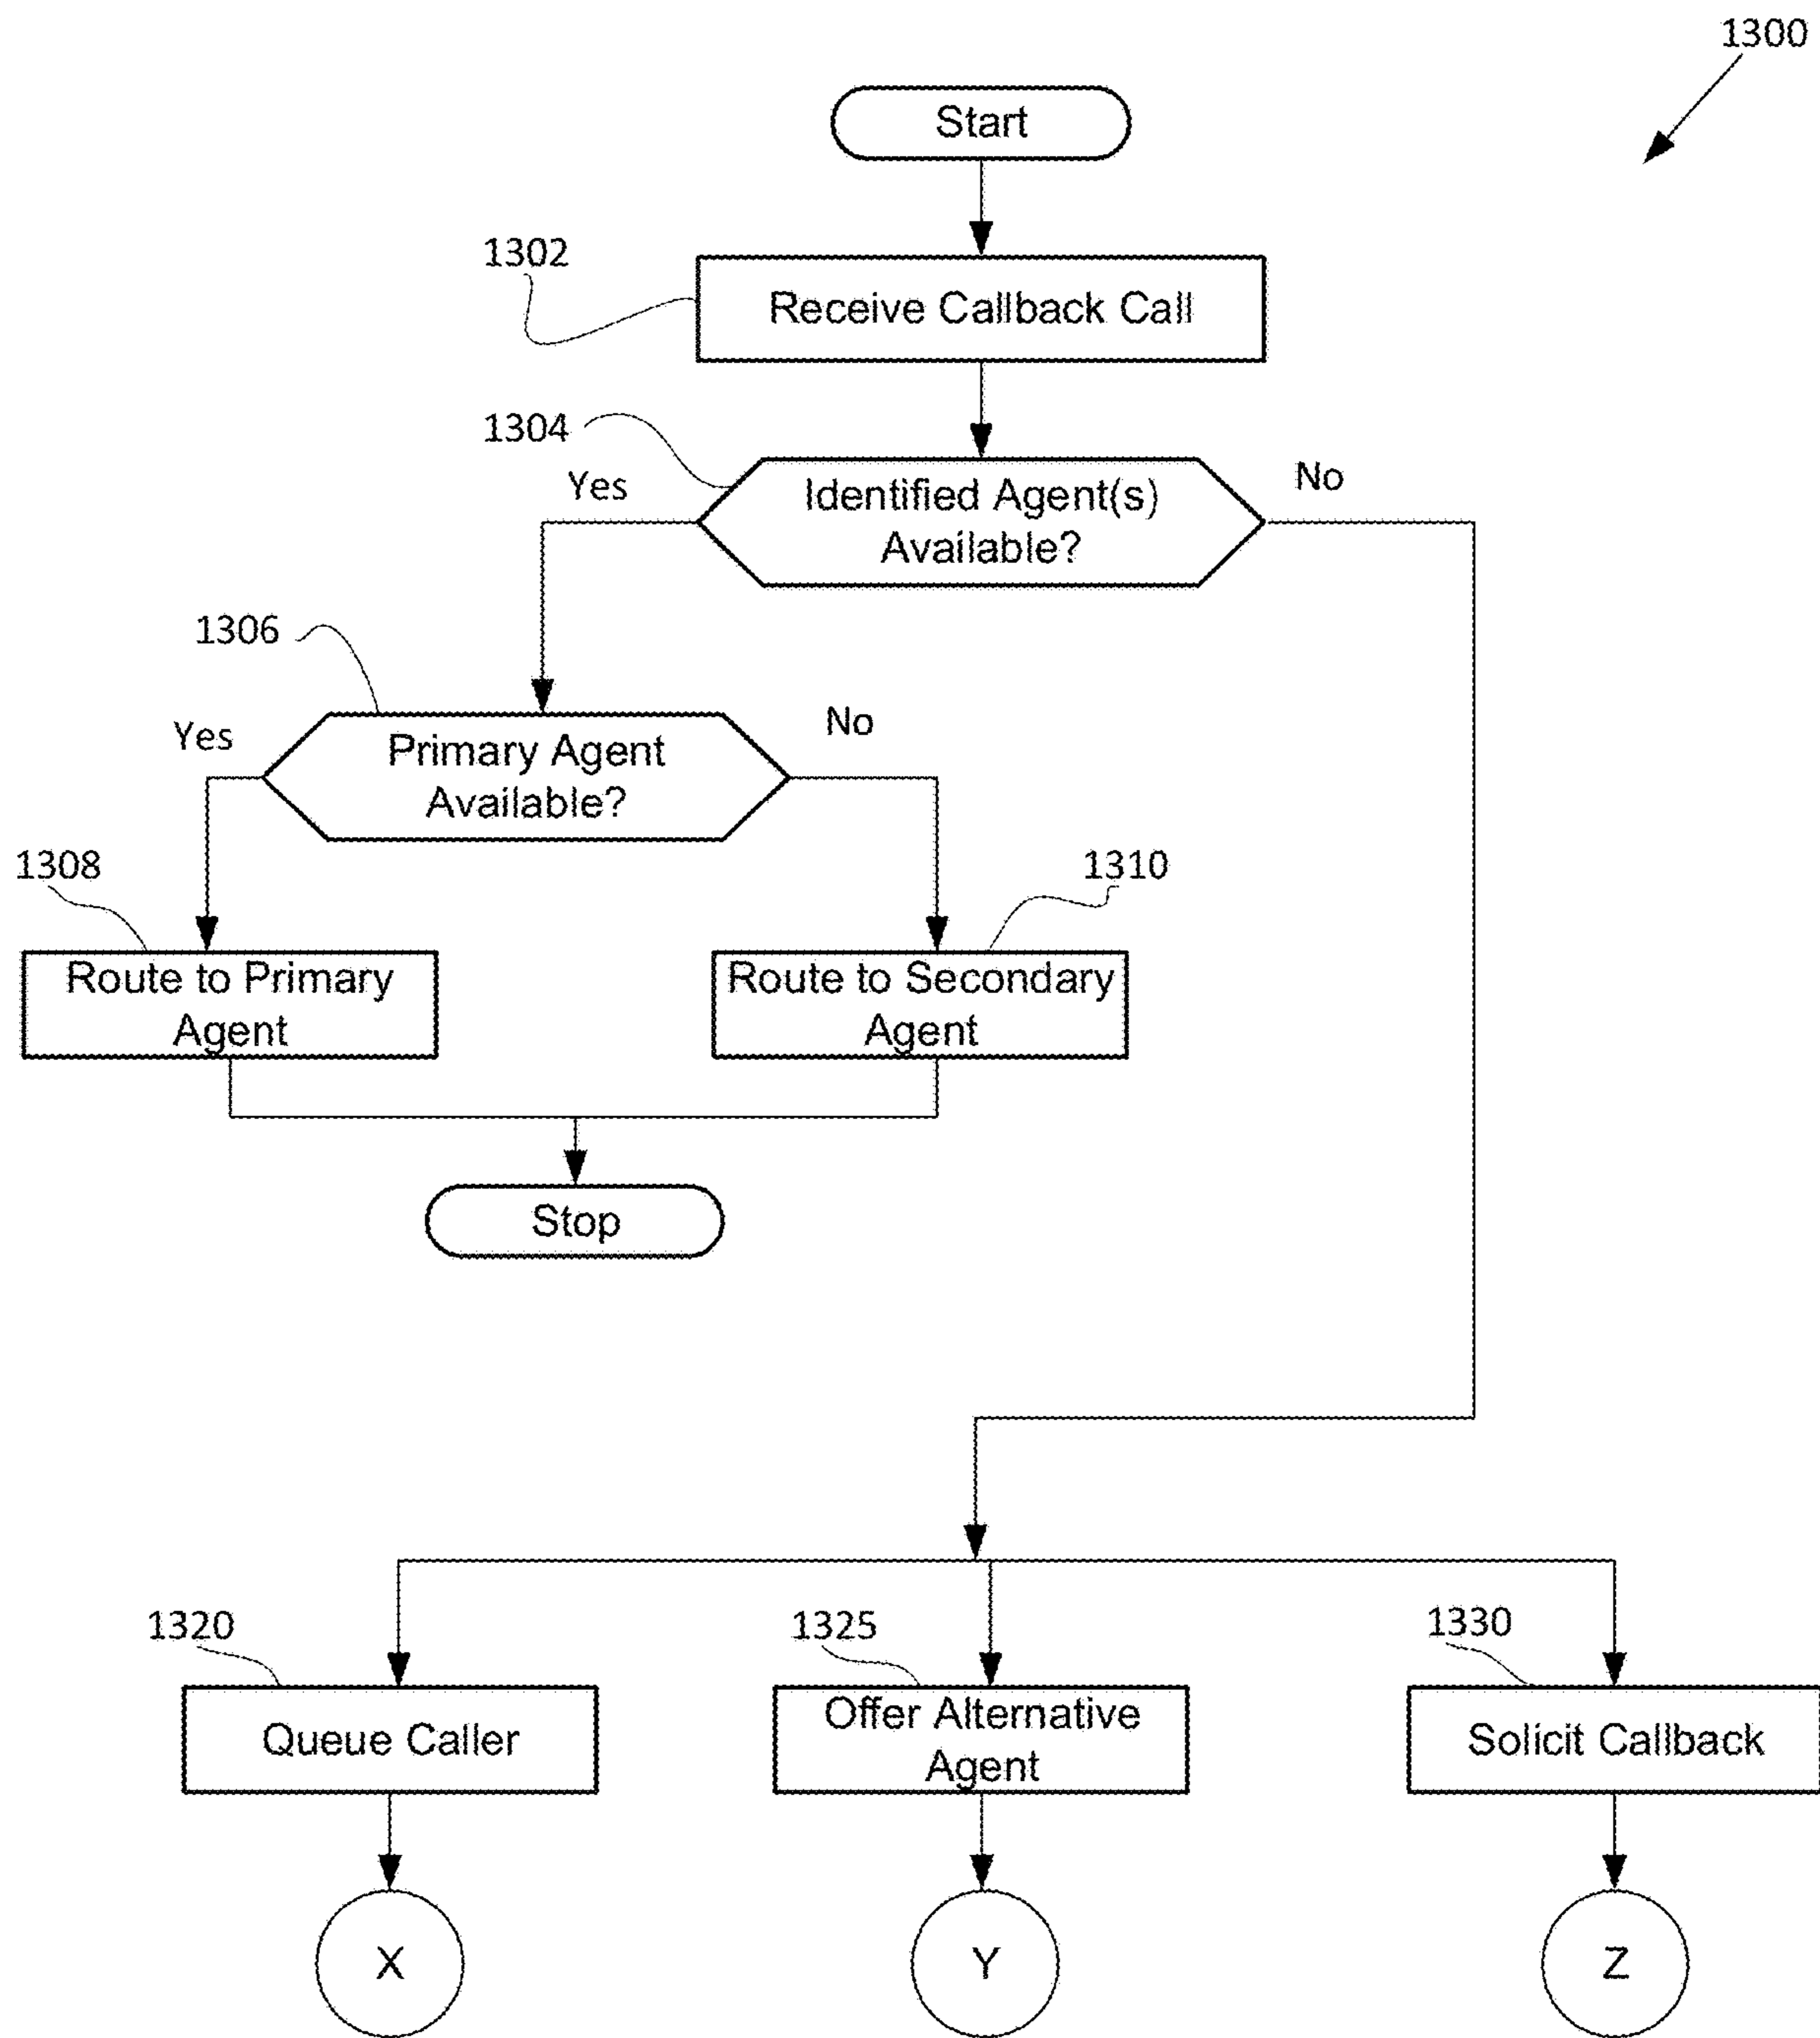 1300
Start
1302
Receive Callback Call
1304
Yes
Identified Agent(s)
Available?
No
1306
Yes
Primary Agent
Available?
No
1308
1310
Route to Primary
Agent
Route to Secondary
Agent
Stop
1320
1325
1330
Queue Caller
Offer Alternative
Agent
Solicit Callback
X
Y
Z